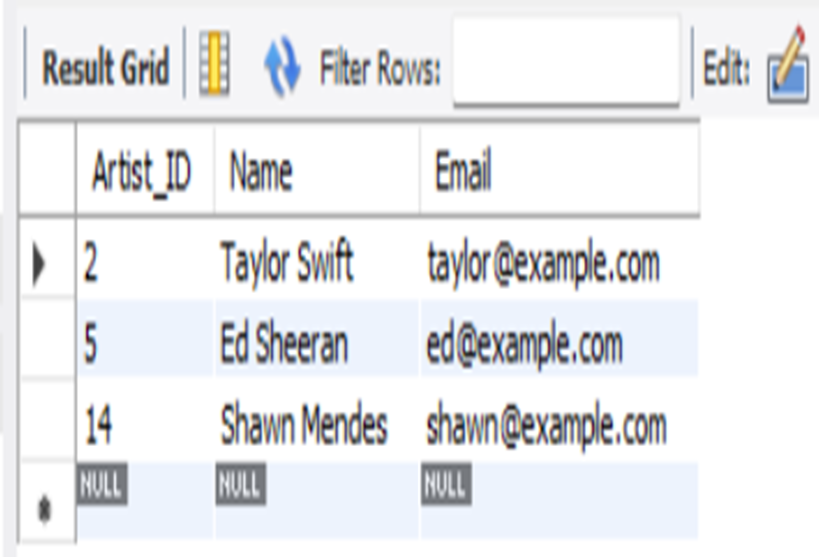 Result Grid Filter Rows: Edit:
Artist_ID Name Email
2 Taylor Swift taylor@example.com
5 Ed Sheeran ed@example.com
14 Shawn Mendes shawn@example.com
NULL NULL NULL